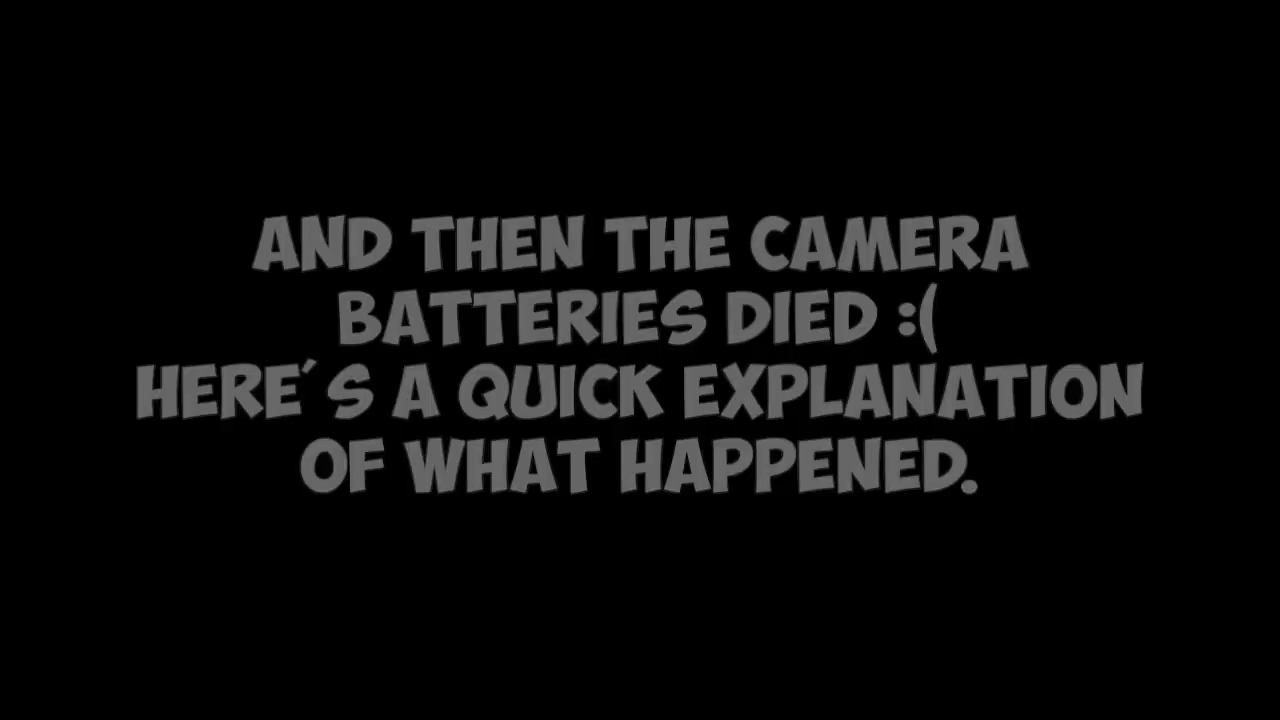 AND THEN THE CAMERA
BATTERIES DIED :(
HERE'S A QUICK EXPLANATION
OF WHAT HAPPENED.